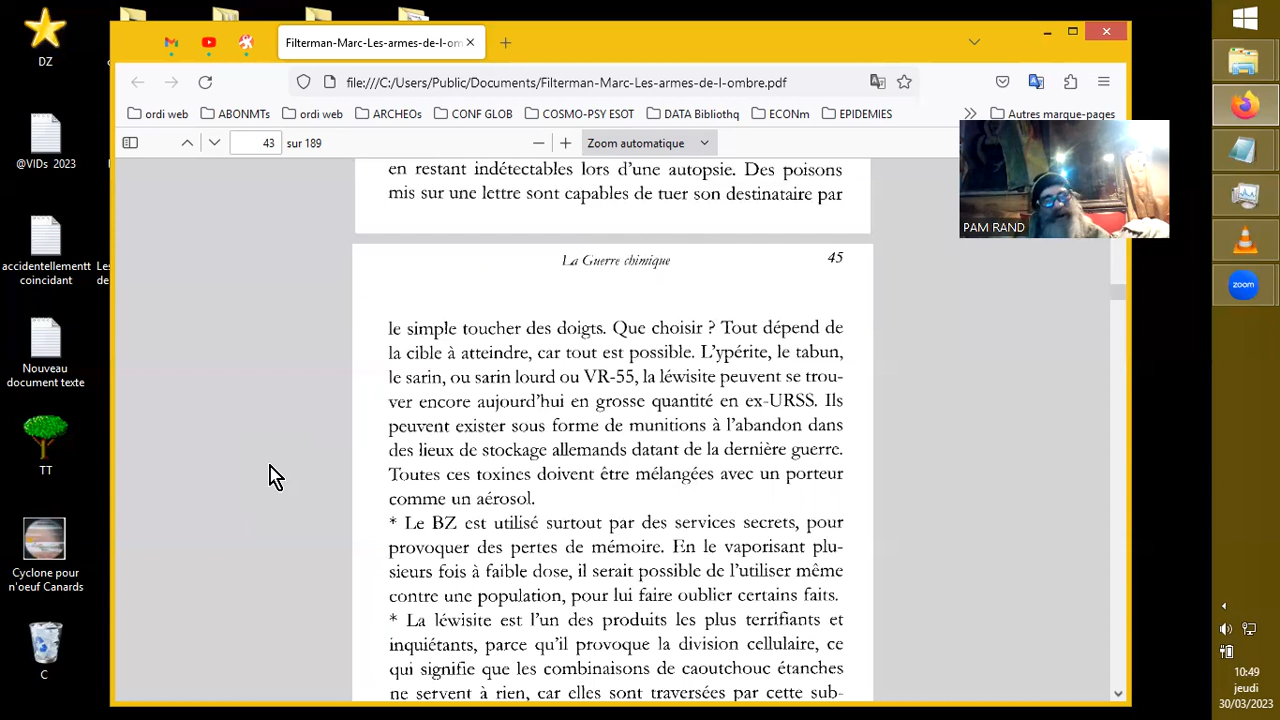 DZ
@VIDs 2023
accidentellementt
coincidant
Nouveau
document texte
TT
Cyclone pour
n'oeuf Canards
C
Filterman-Marc-Les-armes-de-l-om
file:///C:/Users/Public/Documents/Filterman-Marc-Les-armes-de-l-ombre.pdf
ordi web
ABONMTs
ordi web
ARCHEOs
CONF GLOB
COSMO-PSY ESOT
DATA Bibliothq
ECONm
EPIDEMIES
Autres marque-pages
43 sur 189
Zoom automatique
PAM RAND
en restant indétectables lors d'une autopsie. Des poisons
mis sur une lettre sont capables de tuer son destinataire par
La Guerre chimique 45
le simple toucher des doigts. Que choisir ? Tout dépend de
la cible à atteindre, car tout est possible. L'ypérite, le tabun,
le sarin, ou sarin lourd ou VR-55, la léwisite peuvent se trou-
ver encore aujourd'hui en grosse quantité en ex-URSS. Ils
peuvent exister sous forme de munitions à l'abandon dans
des lieux de stockage allemands datant de la dernière guerre.
Toutes ces toxines doivent être mélangées avec un porteur
comme un aérosol.
* Le BZ est utilisé surtout par des services secrets, pour
provoquer des pertes de mémoire. En le vaporisant plu-
sieurs fois à faible dose, il serait possible de l'utiliser même
contre une population, pour lui faire oublier certains faits.
* La léwisite est l'un des produits les plus terrifiants et
inquiétants, parce qu'il provoque la division cellulaire, ce
qui signifie que les combinaisons de caoutchouc étanches
ne servent à rien, car elles sont traversées par cette sub-
zoom
10:49
jeudi
30/03/2023